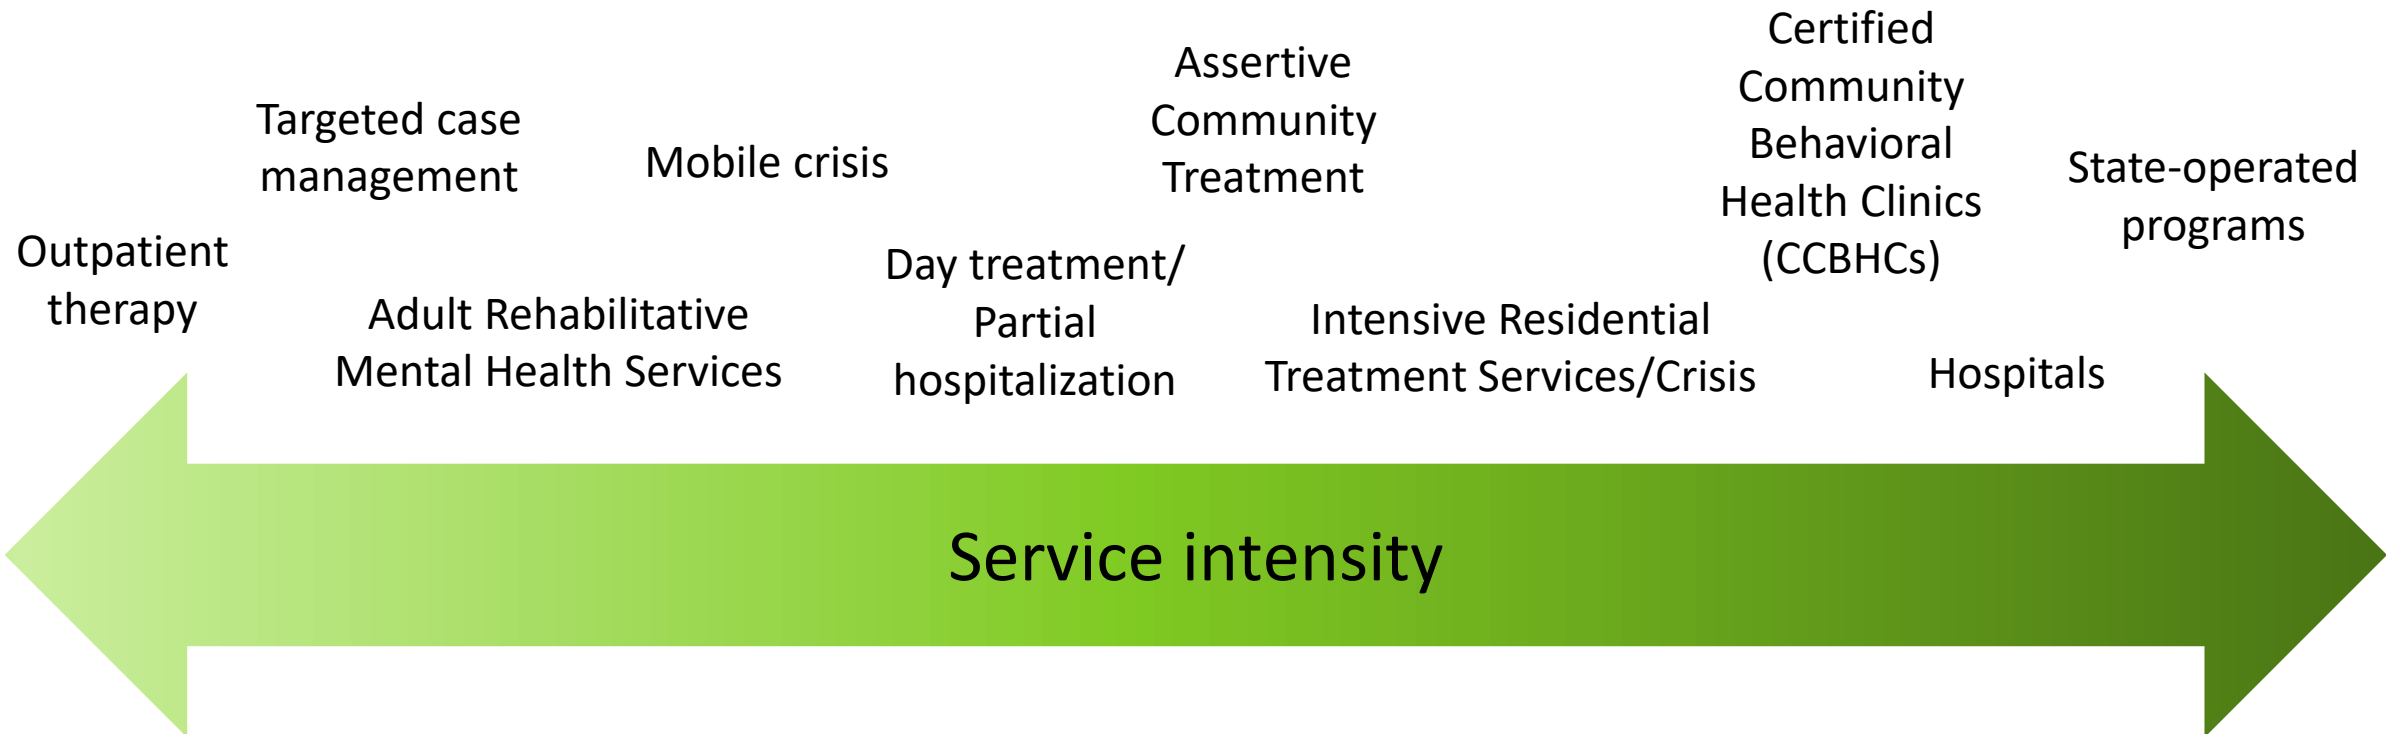 Outpatient
therapy
Targeted case
management
Adult Rehabilitative
Mental Health Services
Mobile crisis
Day treatment/
Partial
hospitalization
Assertive
Community
Treatment
Intensive Residential
Treatment Services/Crisis
Certified
Community
Behavioral
Health Clinics
(CCBHCs)
Hospitals
State-operated
programs
Service intensity